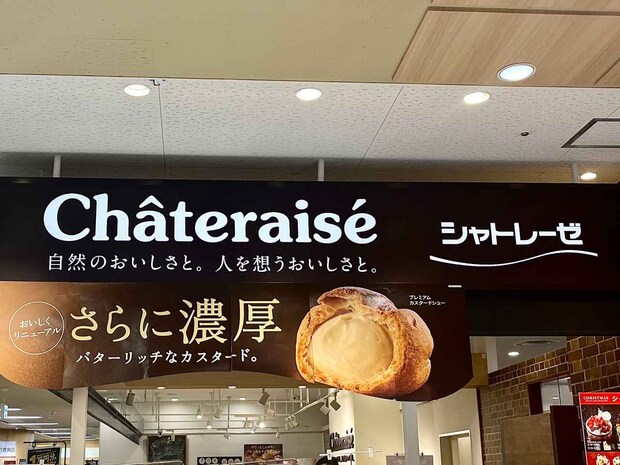 Châteraisé
シャトレーゼ
自然のおいしさと。人を想うおいしさと。
おいしく
リニューアル
さらに濃厚
バターリッチなカスタード。
プレミアム
カスタードシュー
CHRISTMAS